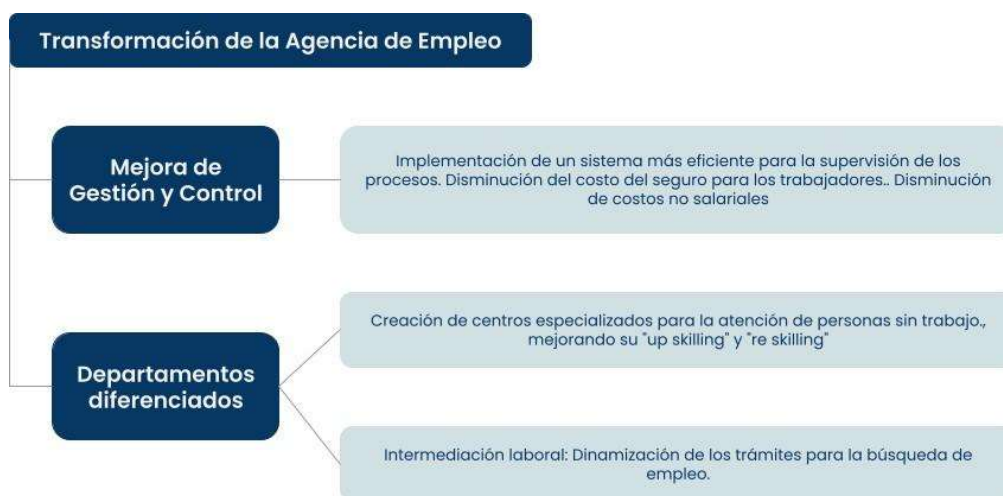 Transformación de la Agencia de Empleo
Mejora de
Gestión y Control
Implementación de un sistema más eficiente para la supervisión de los
procesos. Disminución del costo del seguro para los trabajadores.. Disminución
de costos no salariales
Departamentos
diferenciados
Creación de centros especializados para la atención de personas sin trabajo.,
mejorando su "up skilling" y "re skilling"
Intermediación laboral: Dinamización de los trámites para la búsqueda de
empleo.